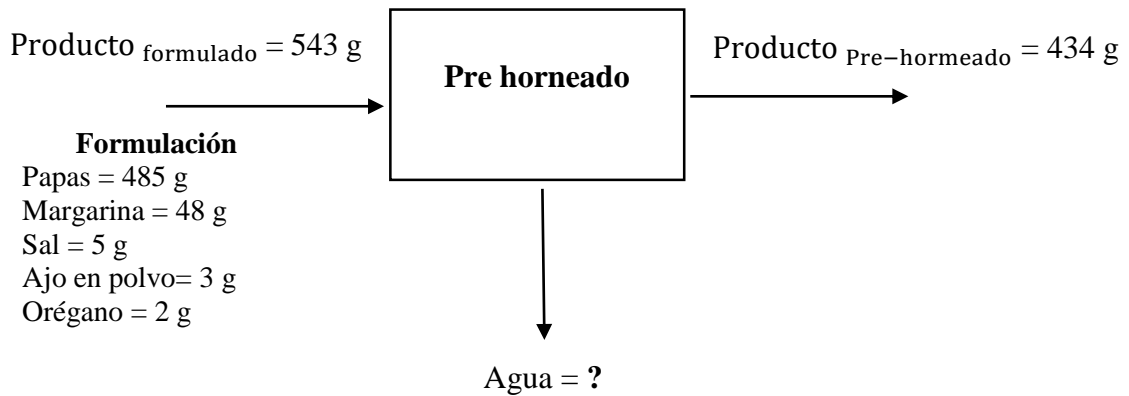 Producto formulado = 543 g
Pre horneado
Producto Pre−hormeado = 434 g
Formulación
Papas = 485 g
Margarina = 48 g
Sal = 5 g
Ajo en polvo= 3 g
Orégano = 2 g
Agua = ?